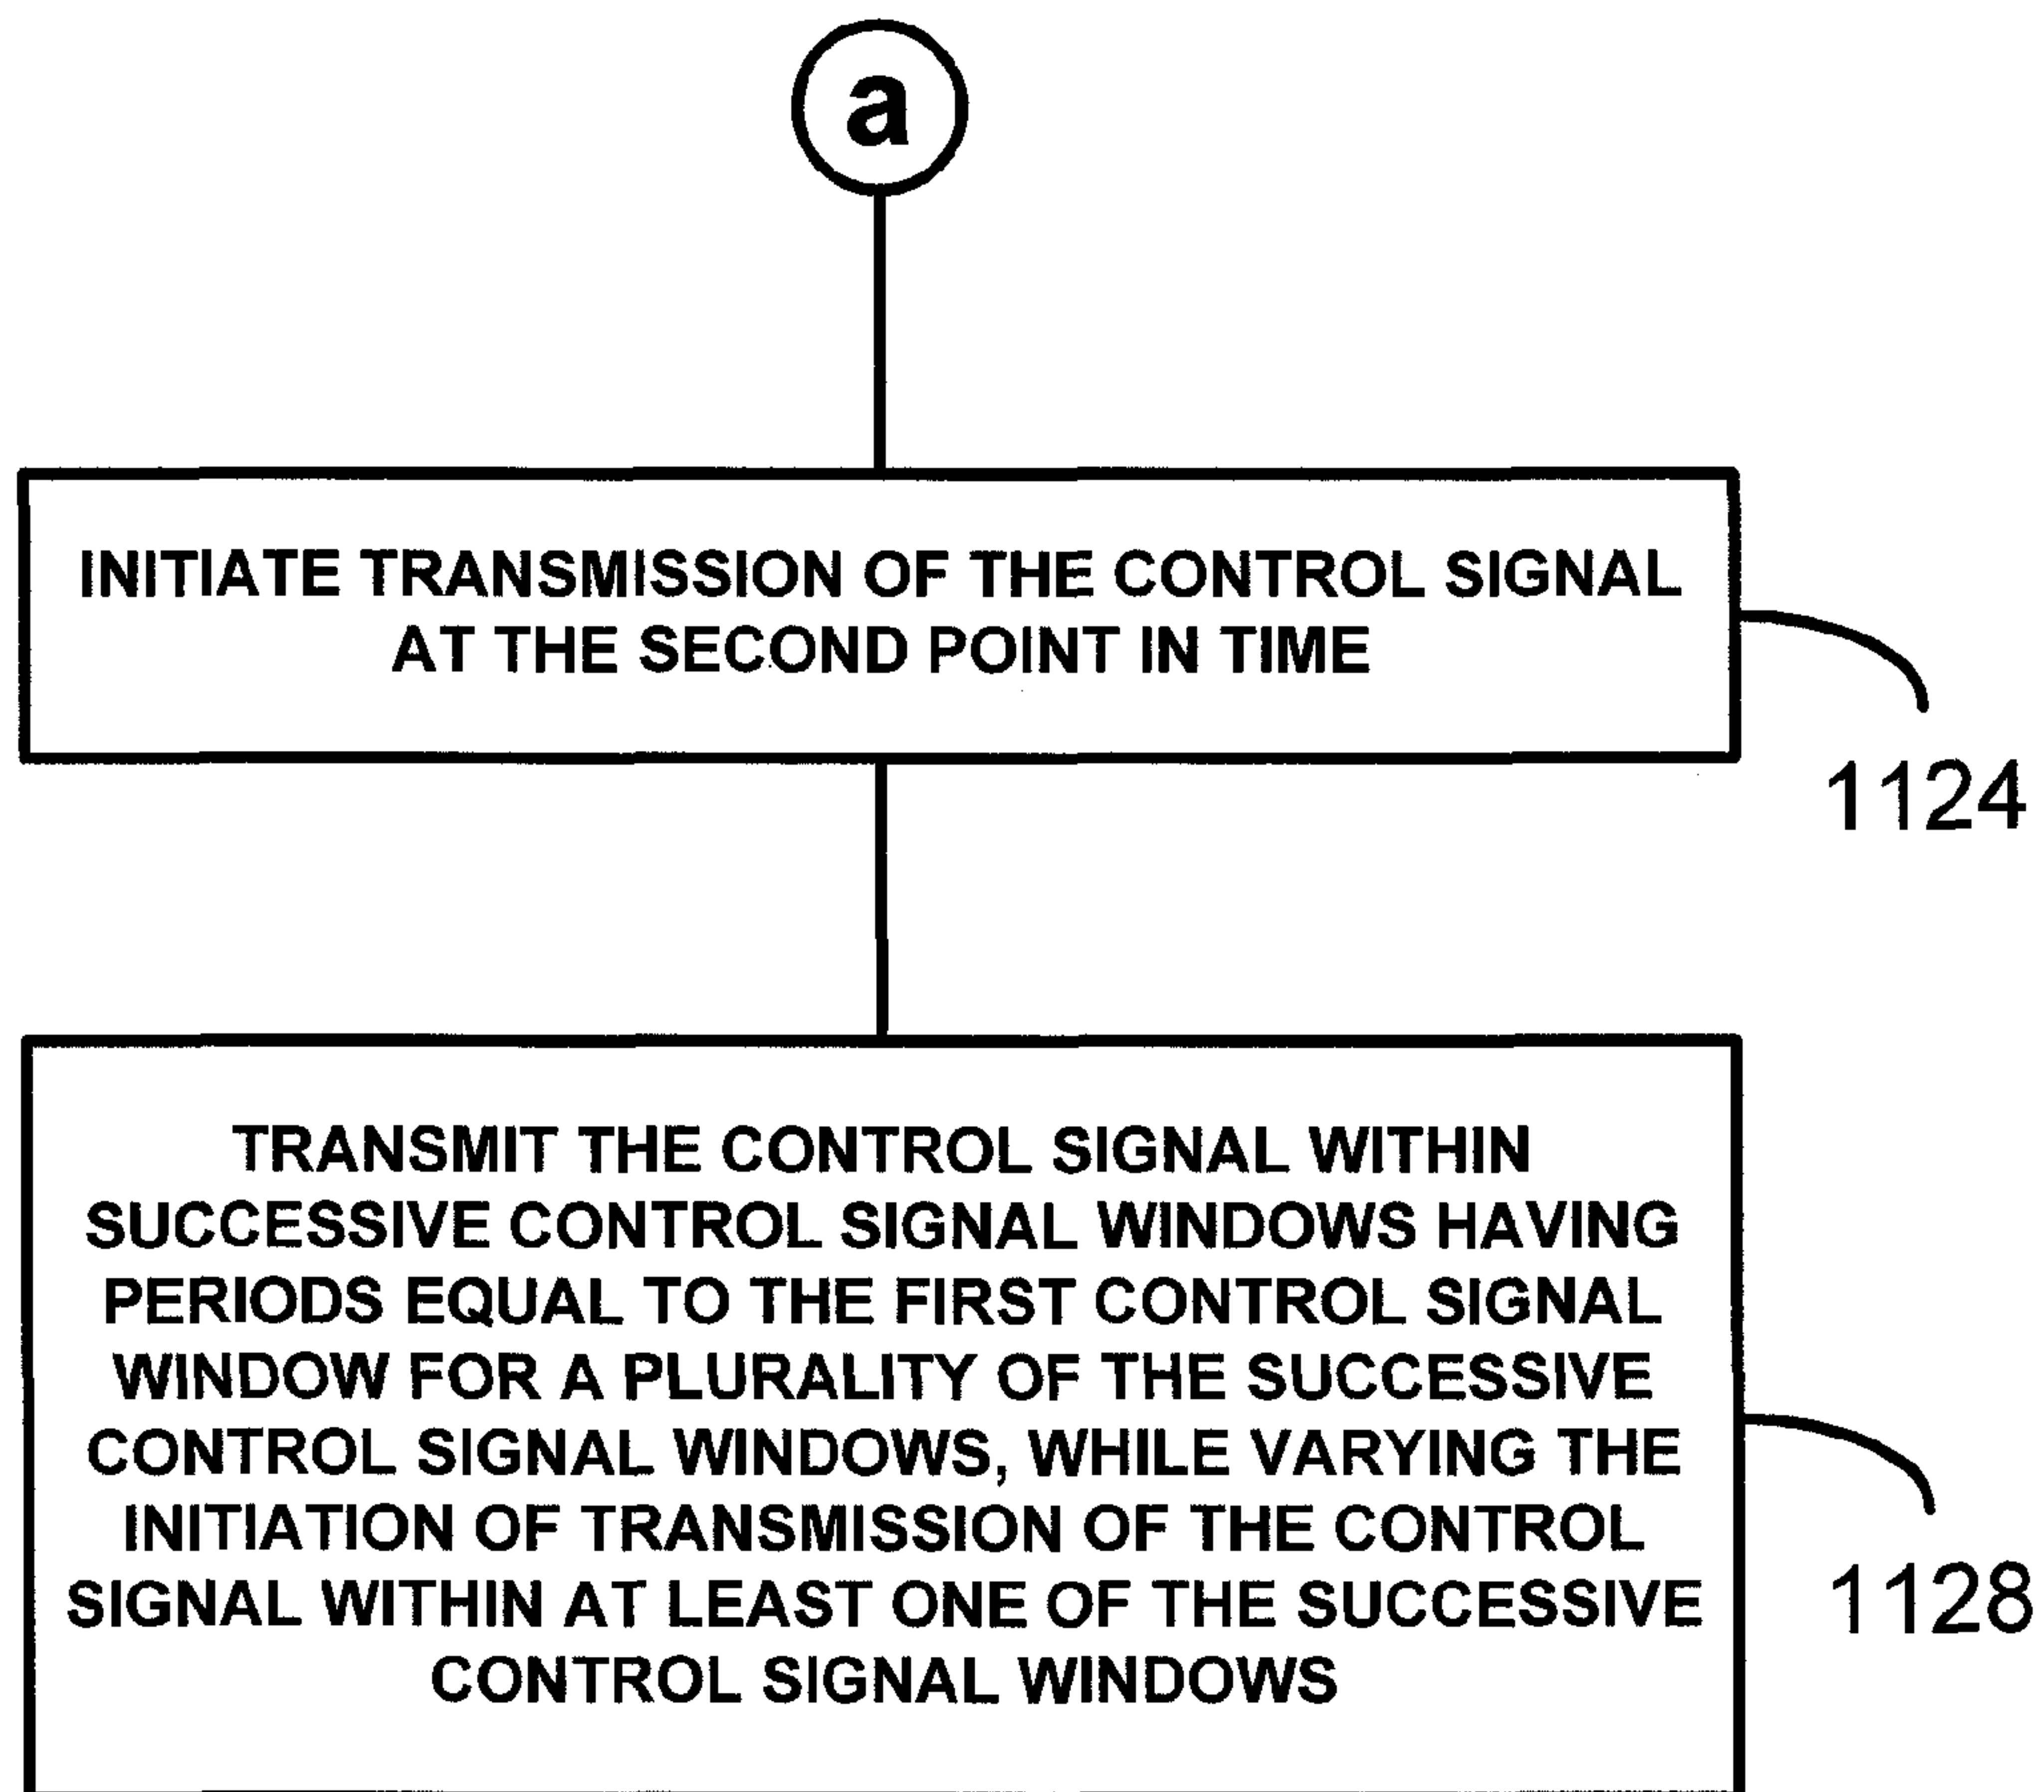 a
INITIATE TRANSMISSION OF THE CONTROL SIGNAL
AT THE SECOND POINT IN TIME
1124
TRANSMIT THE CONTROL SIGNAL WITHIN
SUCCESSIVE CONTROL SIGNAL WINDOWS HAVING
PERIODS EQUAL TO THE FIRST CONTROL SIGNAL
WINDOW FOR A PLURALITY OF THE SUCCESSIVE
CONTROL SIGNAL WINDOWS, WHILE VARYING THE
INITIATION OF TRANSMISSION OF THE CONTROL
SIGNAL WITHIN AT LEAST ONE OF THE SUCCESSIVE
CONTROL SIGNAL WINDOWS
1128